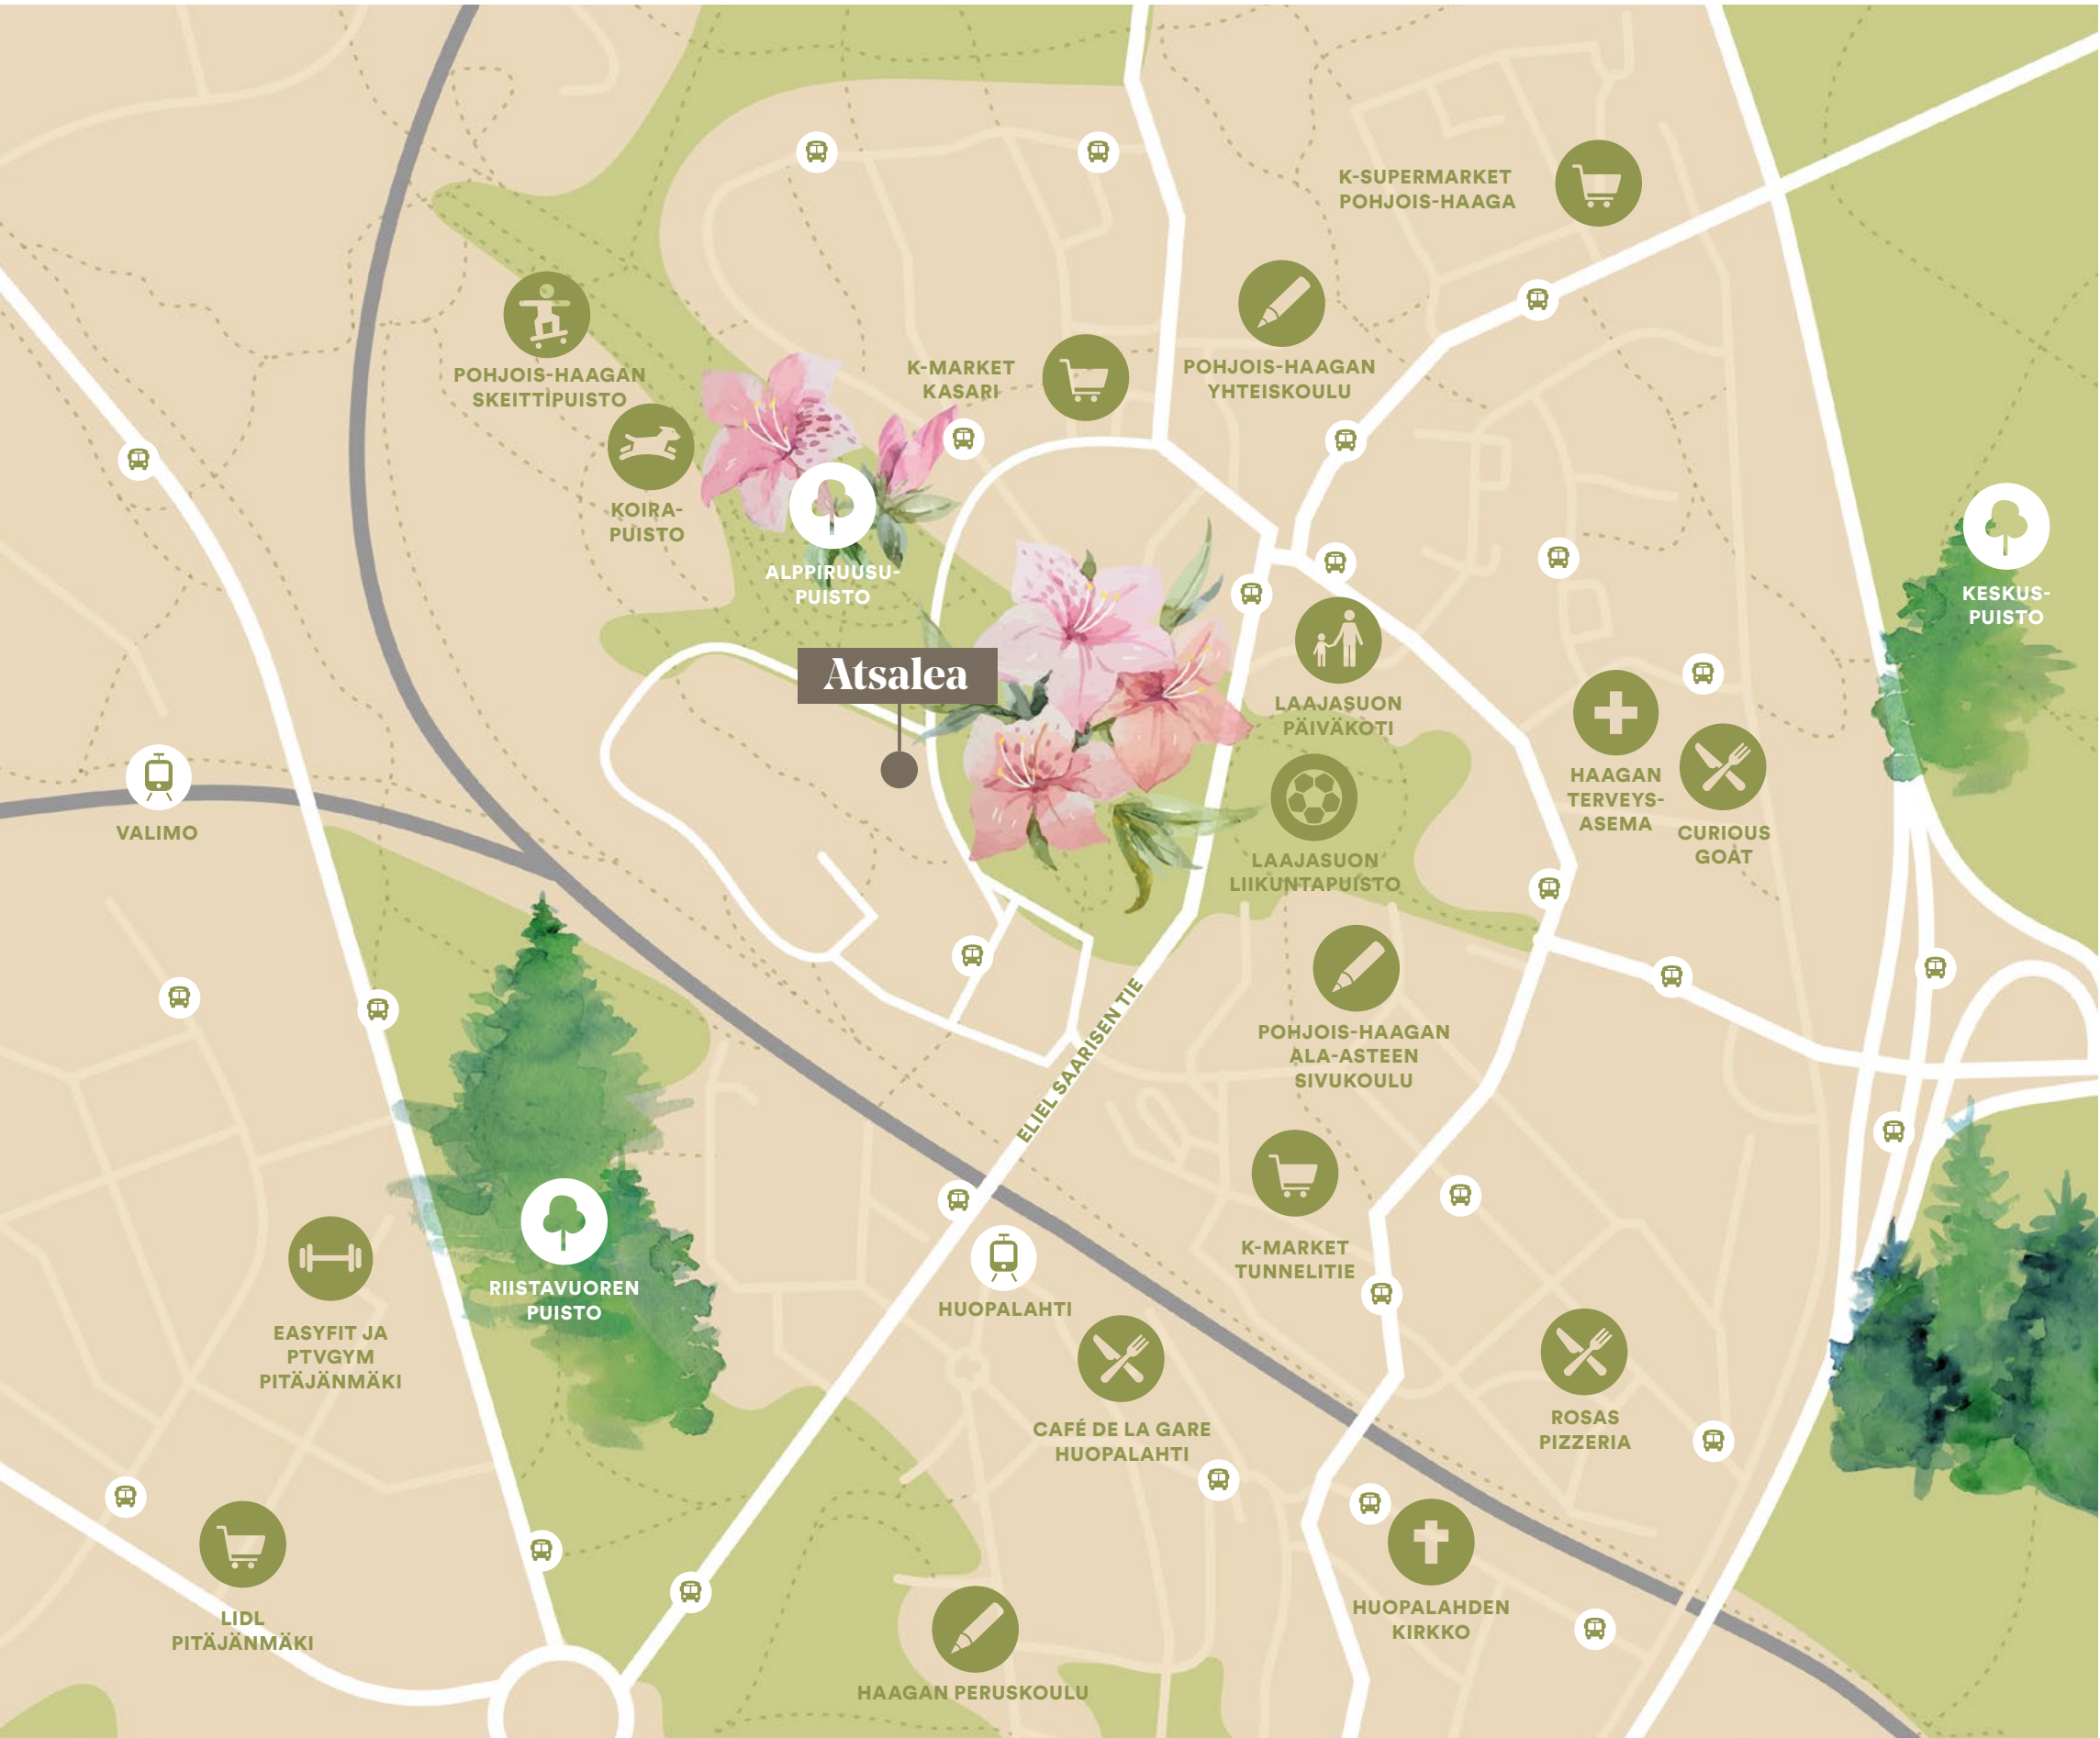 K-SUPERMARKET
POHJOIS-HAAGA
POHJOIS-HAAGAN
SKEITTIPUISTO
K-MARKET
KASARI
POHJOIS-HAAGAN
YHTEISKOULU
KOIRA-
PUISTO
ALPPIRUUSU-
PUISTO
KESKUS-
PUISTO
Atsalea
LAAJASUON
PÄIVÄKOTI
HAAGAN
TERVEYS-
ASEMA
CURIOUS
GOAT
VALIMO
LAAJASUON
LIIKUNTAPUISTO
POHJOIS-HAAGAN
ALA-ASTEEN
SIVUKOULU
ELIEL SAARISEN TIE
K-MARKET
TUNNELITIE
RIISTAVUOREN
PUISTO
HUOPALAHTI
EASYFIT JA
PTVGYM
PITÄJÄNMÄKI
CAFÉ DE LA GARE
HUOPALAHTI
ROSAS
PIZZERIA
LIDL
PITÄJÄNMÄKI
HUOPALAHDEN
KIRKKO
HAAGAN PERUSKOULU